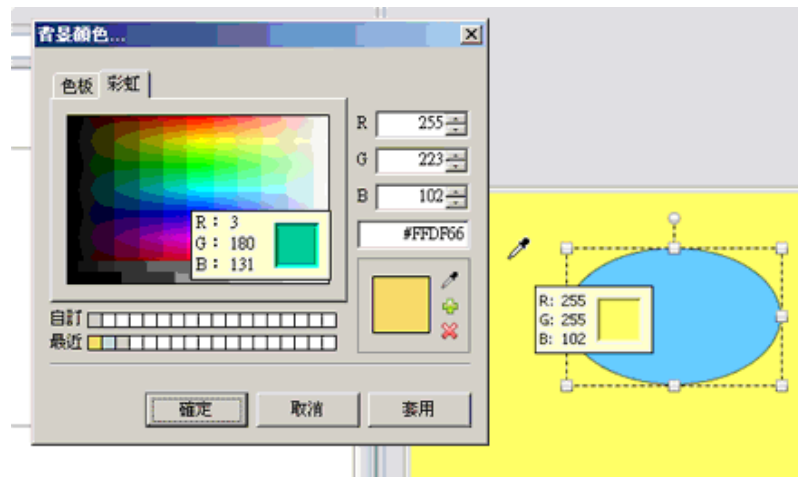 背景顏色...
色板 彩虹
R 255
G 223
B 102
#FFDF66
R: 3
G: 180
B: 131
自訂
最近
確定 取消 套用
R: 255
G: 255
B: 102